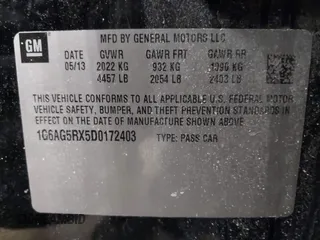 GM
MFD BY GENERAL MOTORS LLC
05/13 GVWR GAWR FRT GAWR RR
2022 KG 932 KG 1090 KG
4457 LB 2054 LB 2403 LB
THIS VEHICLE CONFORMS TO ALL APPLICABLE U.S. FEDERAL MOTOR
VEHICLE SAFETY, BUMPER, AND THEFT PREVENTION STANDARDS IN
EFFECT ON THE DATE OF MANUFACTURE SHOWN ABOVE.
1G6AG5RX5D0172403 TYPE: PASS CAR